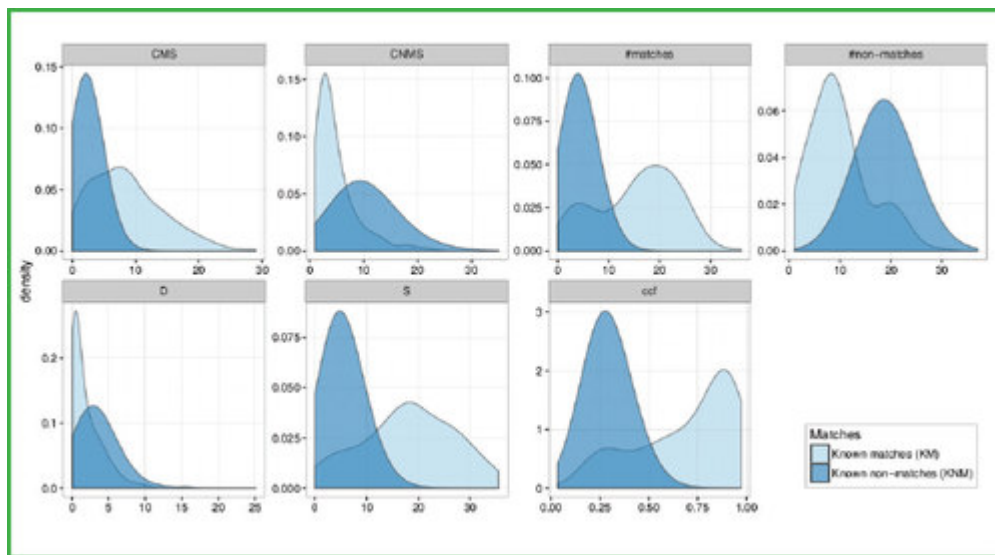 CMS
CNMS
#matches
#non-matches
0.15
0.10
0.05
0.00
0 10 20 30
0.15
0.10
0.05
0.00
0 10 20 30
0.100
0.075
0.050
0.025
0.000
0 10 20 30
0.06
0.04
0.02
0.00
0 10 20 30
density
D
S
ccf
0.2
0.1
0.0
0 5 10 15 20 25
0.075
0.050
0.025
0.000
0 10 20 30
3
2
1
0
0.00 0.25 0.50 0.75 1.00
Matches
Known matches (KM)
Known non-matches (KNM)